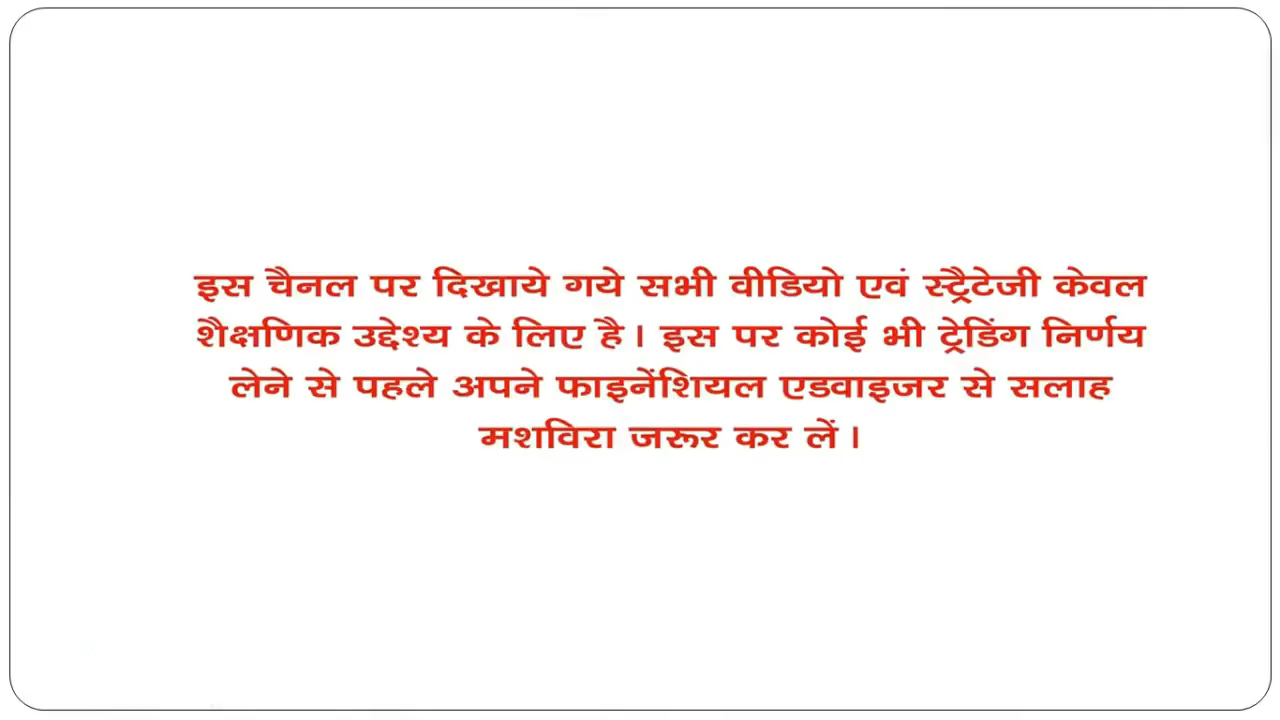 इस चैनल पर दिखाये गये सभी वीडियो एवं स्ट्रैटेजी केवल
शैक्षणिक उद्देश्य के लिए है। इस पर कोई भी ट्रेडिंग निर्णय
लेने से पहले अपने फाइनेंशियल एडवाइजर से सलाह
मशविरा जरूर कर लें।